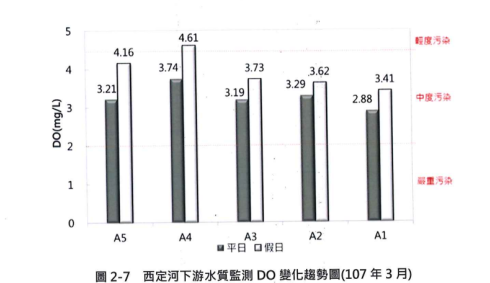 5
4
3
2
1
0
DO(mg/L)
3.21
4.16
3.74
4.61
3.19
3.73
3.29
3.62
2.88
3.41
輕度污染
中度污染
嚴重污染
A5 A4 A3 A2 A1
平日 假日
圖 2-7 西定河下游水質監測 DO 變化趨勢圖(107 年 3 月)